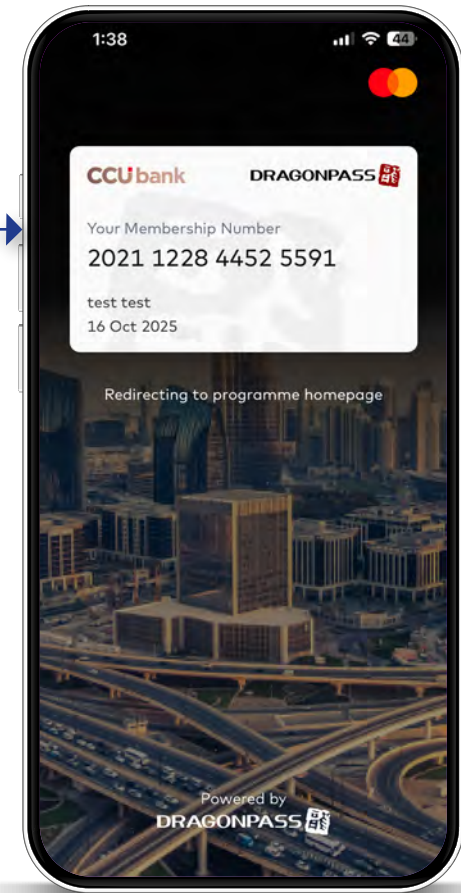 1:38
44
CCU bank
DRAGONPASS
Your Membership Number
2021 1228 4452 5591
test test
16 Oct 2025
Redirecting to programme homepage
Powered by
DRAGONPASS